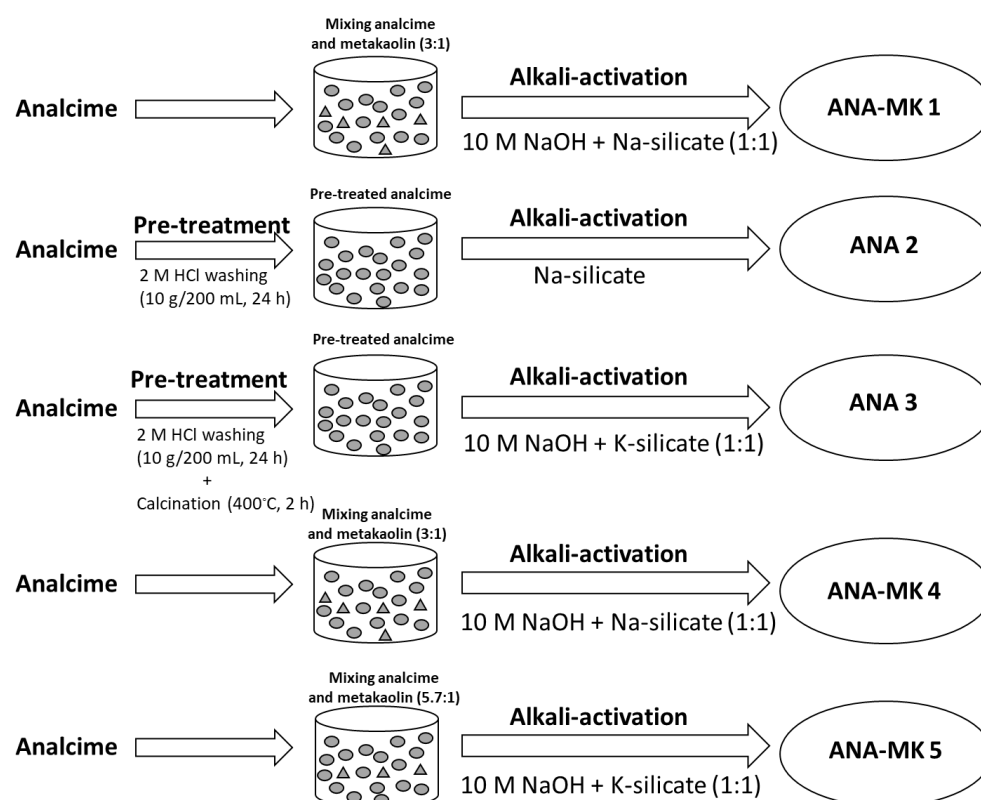 Mixing analcime
and metakaolin (3:1)
Analcime
Alkali-activation
10 M NaOH + Na-silicate (1:1)
ANA-MK 1
Pre-treated analcime
Analcime
Pre-treatment
2 M HCl washing
(10 g/200 mL, 24 h)
Alkali-activation
Na-silicate
ANA 2
Pre-treated analcime
Analcime
Pre-treatment
2 M HCl washing
(10 g/200 mL, 24 h)
+
Calcination (400°C, 2 h)
Alkali-activation
10 M NaOH + K-silicate (1:1)
ANA 3
Mixing analcime
and metakaolin (3:1)
Analcime
Alkali-activation
10 M NaOH + Na-silicate (1:1)
ANA-MK 4
Mixing analcime
and metakaolin (5.7:1)
Analcime
Alkali-activation
10 M NaOH + K-silicate (1:1)
ANA-MK 5